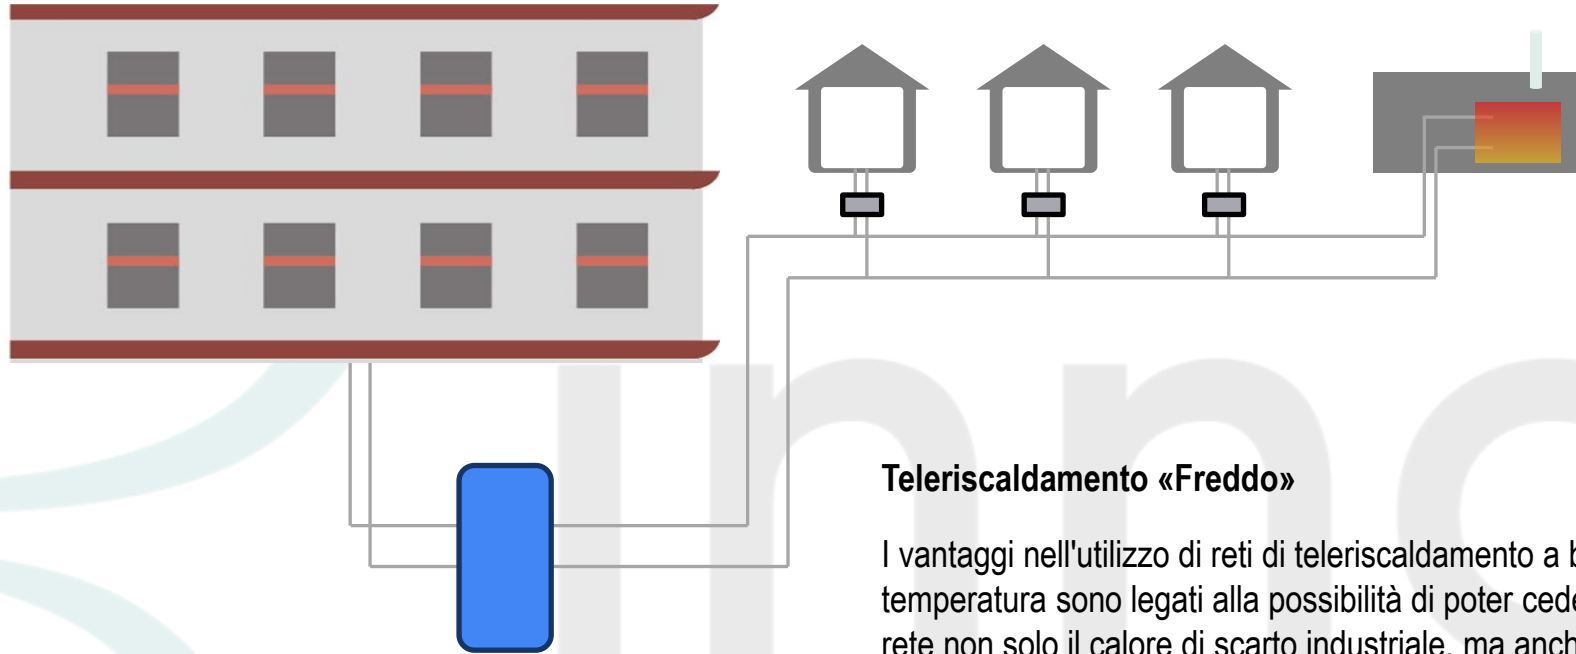 Teleriscaldamento «Freddo»
I vantaggi nell'utilizzo di reti di teleriscaldamento a
temperatura sono legati alla possibilità di poter
rete non solo il calore di scarto industriale, ma